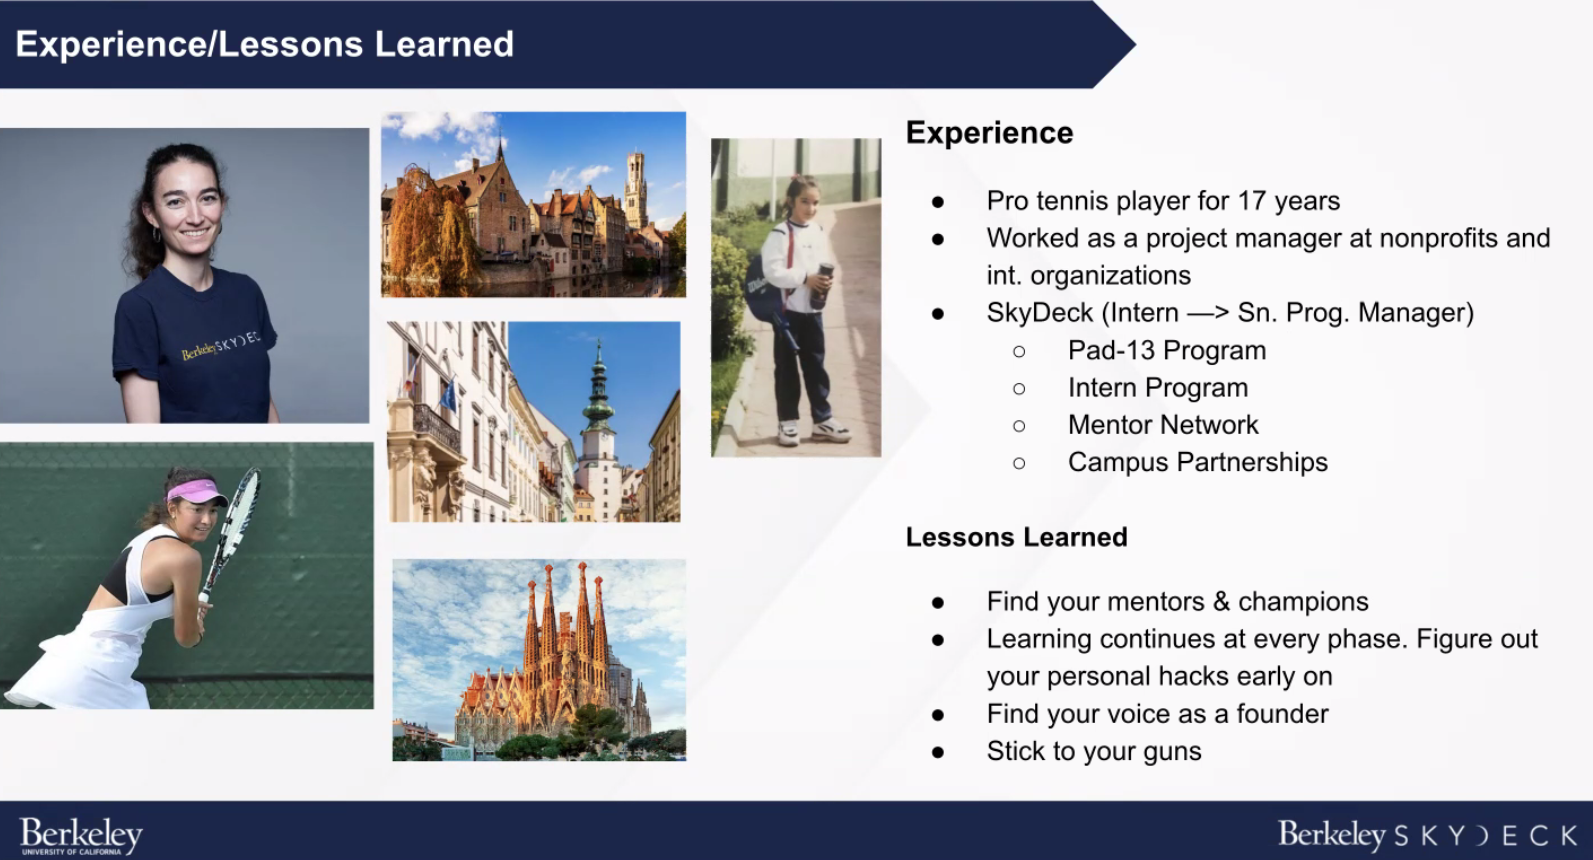 Experience/Lessons Learned
Berkeley SKYDEC
Experience
● Pro tennis player for 17 years
● Worked as a project manager at nonprofits and
int. organizations
● SkyDeck (Intern —> Sn. Prog. Manager)
○ Pad-13 Program
○ Intern Program
○ Mentor Network
○ Campus Partnerships
Lessons Learned
● Find your mentors & champions
● Learning continues at every phase. Figure out
your personal hacks early on
● Find your voice as a founder
● Stick to your guns
Berkeley
UNIVERSITY OF CALIFORNIA
Berkeley SKYDECK